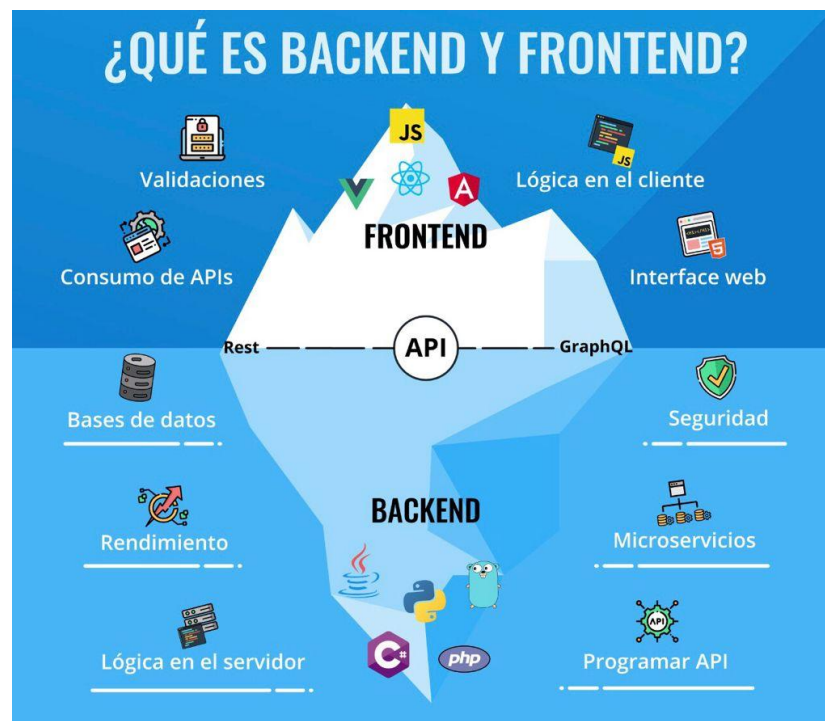 ¿QUÉ ES BACKEND Y FRONTEND?
JS
JS
Validaciones
Lógica en el cliente
A
FRONTEND
5
Consumo de APIs
Interface web
Rest
API
GraphQL
Bases de datos
Seguridad
BACKEND
Rendimiento
Microservicios
API
C#
php
Lógica en el servidor
Programar API